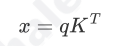 x = qK^T